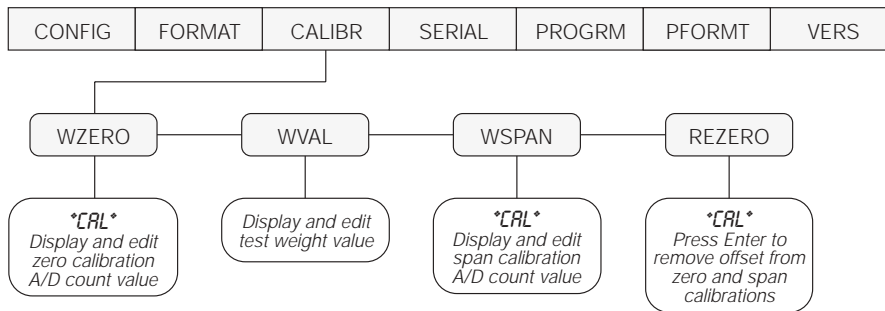 CONFIG FORMAT CALIBR SERIAL PROGRM PFORMT VERS
WZERO WVAL WSPAN REZERO
*CAL*
Display and edit
zero calibration
A/D count value
Display and edit
test weight value
*CAL*
Display and edit
span calibration
A/D count value
*CAL*
Press Enter to
remove offset from
zero and span
calibrations